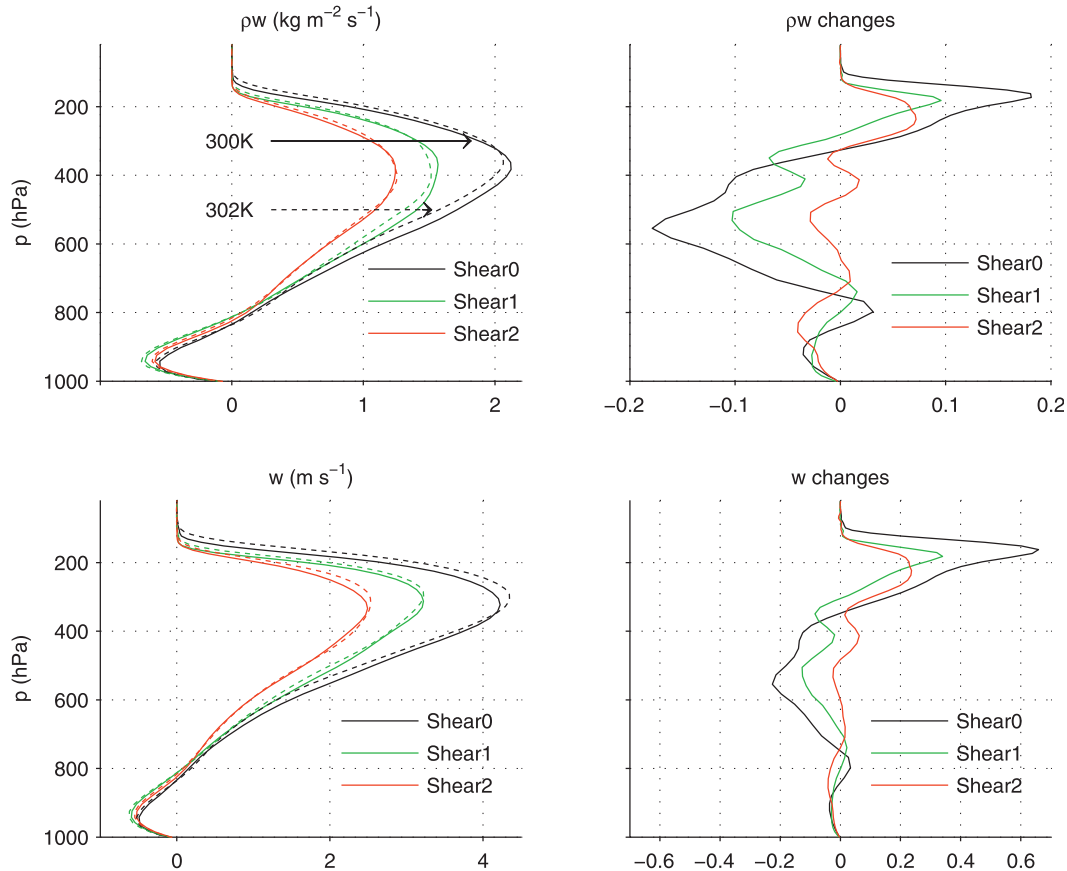 ρw (kg m−2 s−1)
p (hPa)
200
400
600
800
1000
0
1
2
300K
302K
Shear0
Shear1
Shear2
ρw changes
−0.2
−0.1
0
0.1
0.2
Shear0
Shear1
Shear2
w (m s−1)
p (hPa)
200
400
600
800
1000
0
2
4
Shear0
Shear1
Shear2
w changes
−0.6
−0.4
−0.2
0
0.2
0.4
0.6
Shear0
Shear1
Shear2